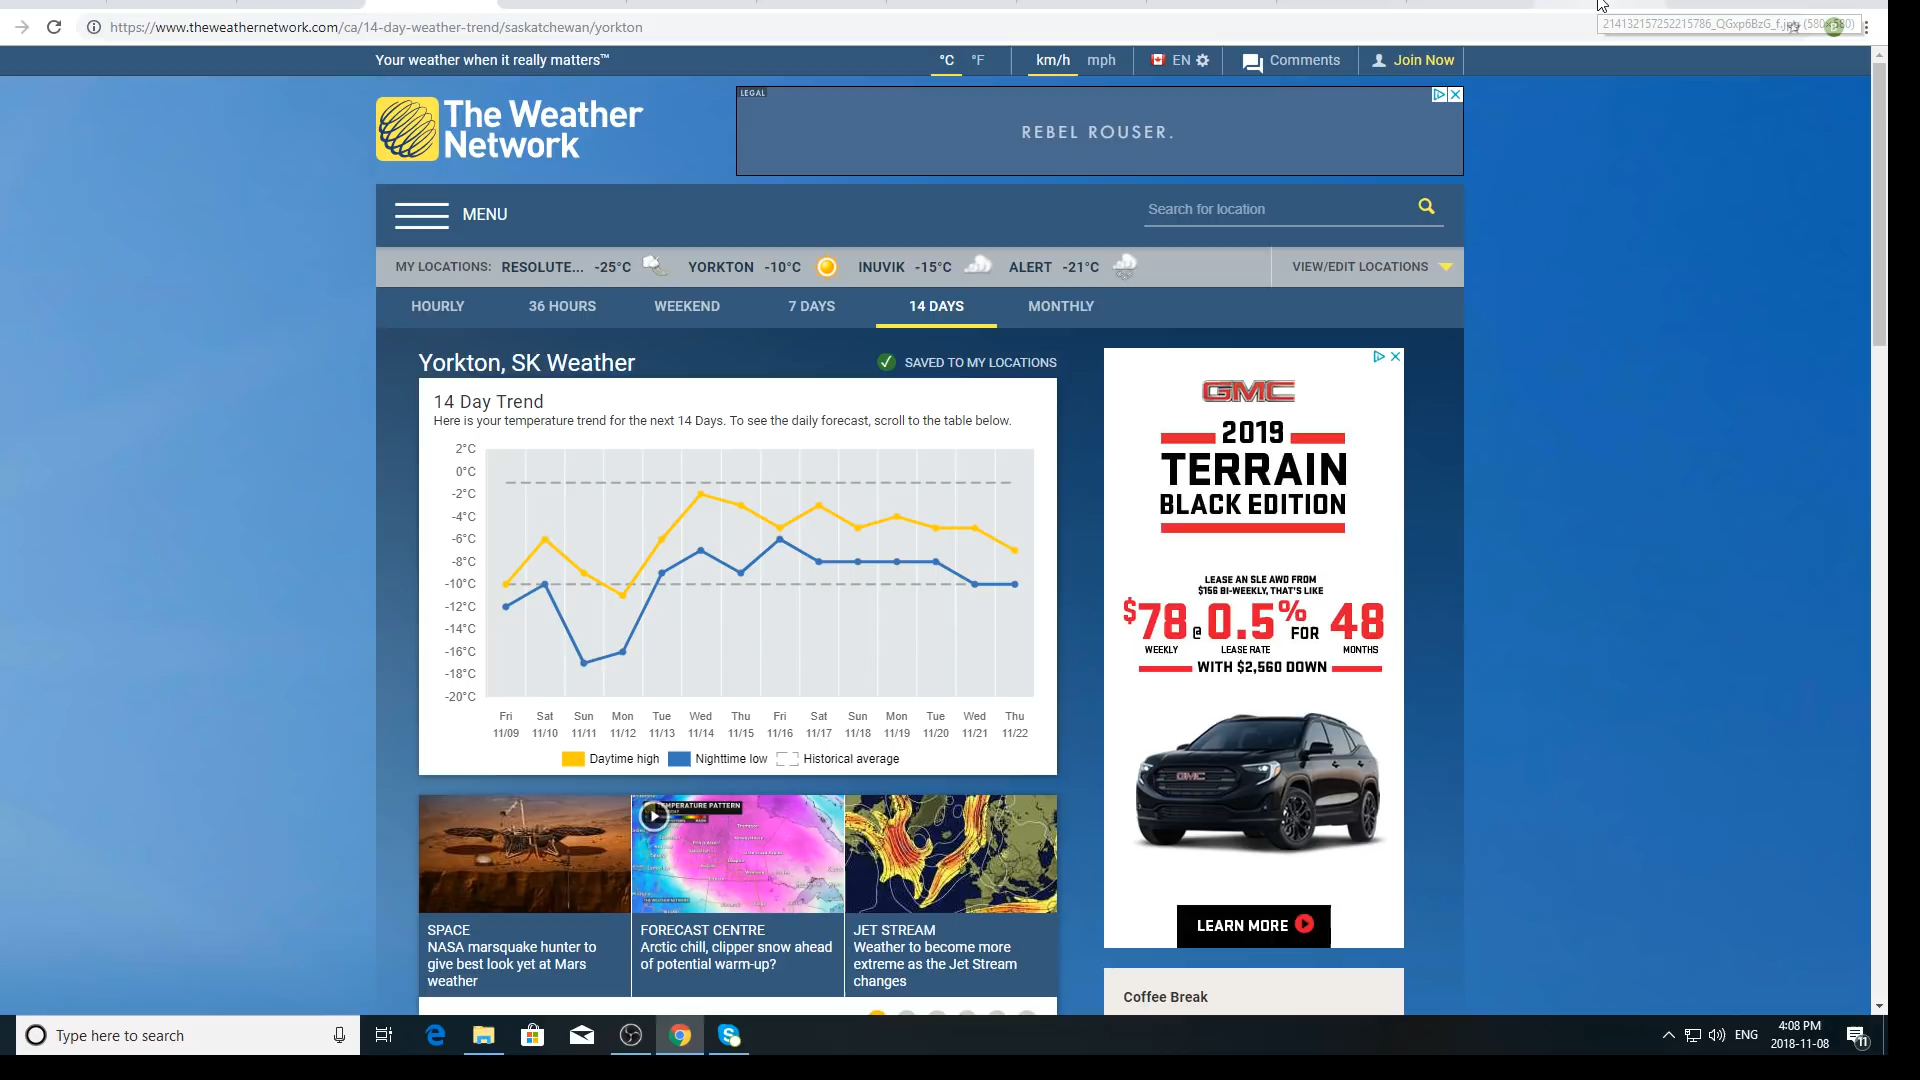 https://www.theweathernetwork.com/ca/14-day-weather-trend/saskatchewan/yorkton
214132157252215786_QGxp6BzG_f.jpg (580×580)
Your weather when it really matters™
°C °F km/h mph EN Comments Join Now
The Weather
Network
LEGAL
REBEL ROUSER.
MENU
Search for location
MY LOCATIONS: RESOLUTE... -25°C YORKTON -10°C INUVIK -15°C ALERT -21°C VIEW/EDIT LOCATIONS
HOURLY 36 HOURS WEEKEND 7 DAYS 14 DAYS MONTHLY
Yorkton, SK Weather
SAVED TO MY LOCATIONS
14 Day Trend
Here is your temperature trend for the next 14 Days. To see the daily forecast, scroll to the table below.
2°C
0°C
-2°C
-4°C
-6°C
-8°C
-10°C
-12°C
-14°C
-16°C
-18°C
-20°C
Fri Sat Sun Mon Tue Wed Thu Fri Sat Sun Mon Tue Wed Thu
11/09 11/10 11/11 11/12 11/13 11/14 11/15 11/16 11/17 11/18 11/19 11/20 11/21 11/22
Daytime high Nighttime low Historical average
GMC
2019
TERRAIN
BLACK EDITION
LEASE AN SLE AWD FROM
$156 BI-WEEKLY, THAT'S LIKE
$78 @ 0.5% FOR 48
WEEKLY LEASE RATE MONTHS
WITH $2,560 DOWN
GMC
LEARN MORE
TEMPERATURE PATTERN
SPACE
NASA marsquake hunter to
give best look yet at Mars
weather
FORECAST CENTRE
Arctic chill, clipper snow ahead
of potential warm-up?
JET STREAM
Weather to become more
extreme as the Jet Stream
changes
Coffee Break
Type here to search
ENG
4:08 PM
2018-11-08
11